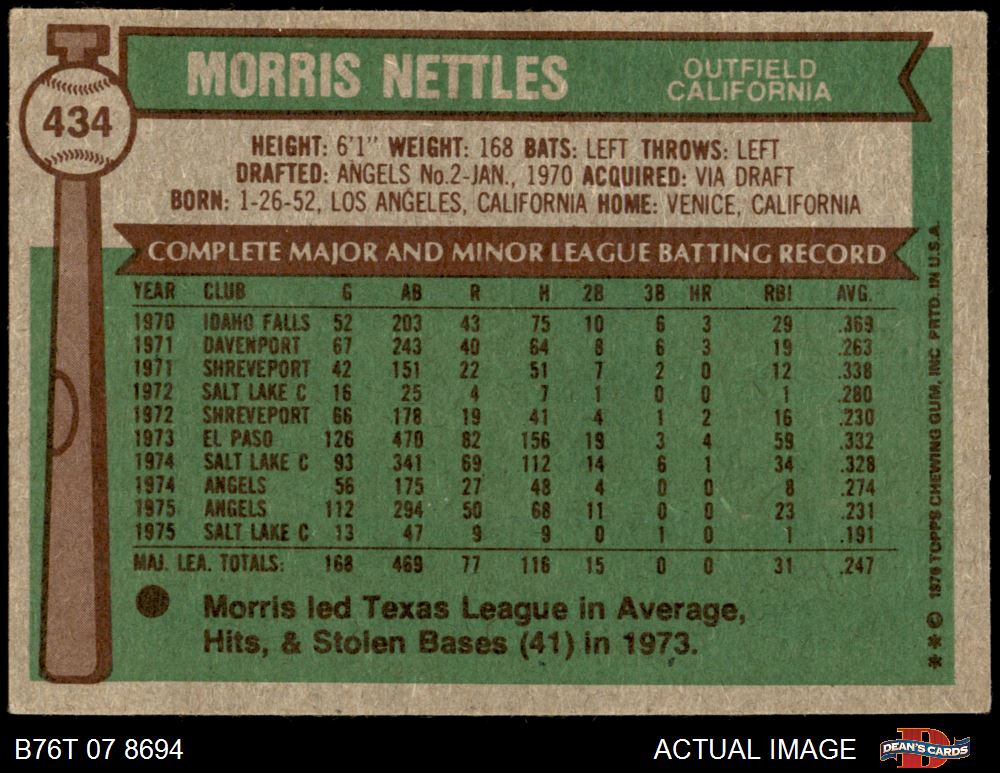 434
MORRIS NETTLES
OUTFIELD
CALIFORNIA
HEIGHT: 6'1" WEIGHT: 168 BATS: LEFT THROWS: LEFT
DRAFTED: ANGELS No.2-JAN., 1970 ACQUIRED: VIA DRAFT
BORN: 1-26-52, LOS ANGELES, CALIFORNIA HOME: VENICE, CALIFORNIA
COMPLETE MAJOR AND MINOR LEAGUE BATTING RECORD
YEAR CLUB G AB R H 2B 3B HR RBI AVG.
1970 IDAHO FALLS 52 203 43 75 10 6 3 29 .369
1971 DAVENPORT 67 243 40 64 8 6 3 19 .263
1971 SHREVEPORT 42 151 22 51 7 2 0 12 .338
1972 SALT LAKE C 16 25 4 7 1 0 0 1 .280
1972 SHREVEPORT 66 178 19 41 4 1 2 16 .230
1973 EL PASO 126 470 82 156 19 3 4 59 .332
1974 SALT LAKE C 93 341 69 112 14 6 1 34 .328
1974 ANGELS 56 175 27 48 4 0 0 8 .274
1975 ANGELS 112 294 50 68 11 0 0 23 .231
1975 SALT LAKE C 13 47 9 9 0 1 0 1 .191
MAJ. LEA. TOTALS: 168 469 77 116 15 0 0 31 .247
Morris led Texas League in Average,
Hits, & Stolen Bases (41) in 1973.
** © 1976 TOPPS CHEWING GUM, INC PRTD. IN U.S.A.
B76T 07 8694
ACTUAL IMAGE
DEAN'S CARDS